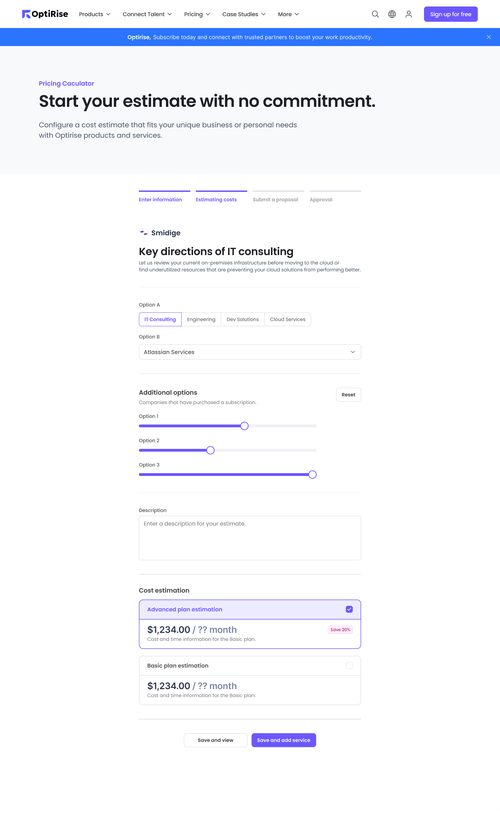 OptiRise
Products
Connect Talent
Pricing
Case Studies
More
Sign up for free
Optirise, Subscribe today and connect with trusted partners to boost your work productivity.
Pricing Caculator
Start your estimate with no commitment.
Configure a cost estimate that fits your unique business or personal needs
with Optirise products and services.
Enter information
Estimating costs
Submit a proposal
Approval
Smidige
Key directions of IT consulting
Let us review your current on-premises infrastructure before moving to the cloud or
find underutilized resources that are preventing your cloud solutions from performing better.
Option A
IT Consulting
Engineering
Dev Solutions
Cloud Services
Option B
Atlassian Services
Additional options
Companies that have purchased a subscription.
Reset
Option 1
Option 2
Option 3
Description
Enter a description for your estimate.
Cost estimation
Advanced plan estimation
$1,234.00 / ?? month
Save 20%
Cost and time information for the Basic plan.
Basic plan estimation
$1,234.00 / ?? month
Cost and time information for the Basic plan.
Save and view
Save and add service